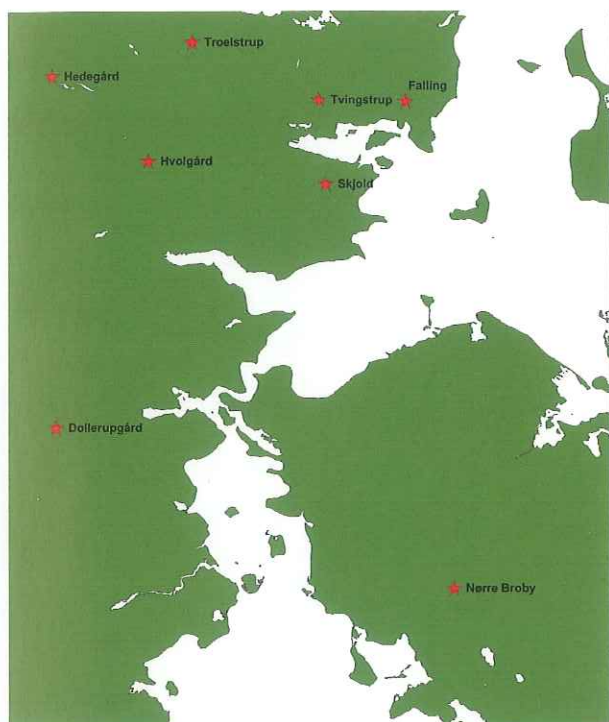 Troelstrup
Hedegård
Falling
Tvingstrup
Hvolgård
Skjold
Dollerupgård
Nørre Broby